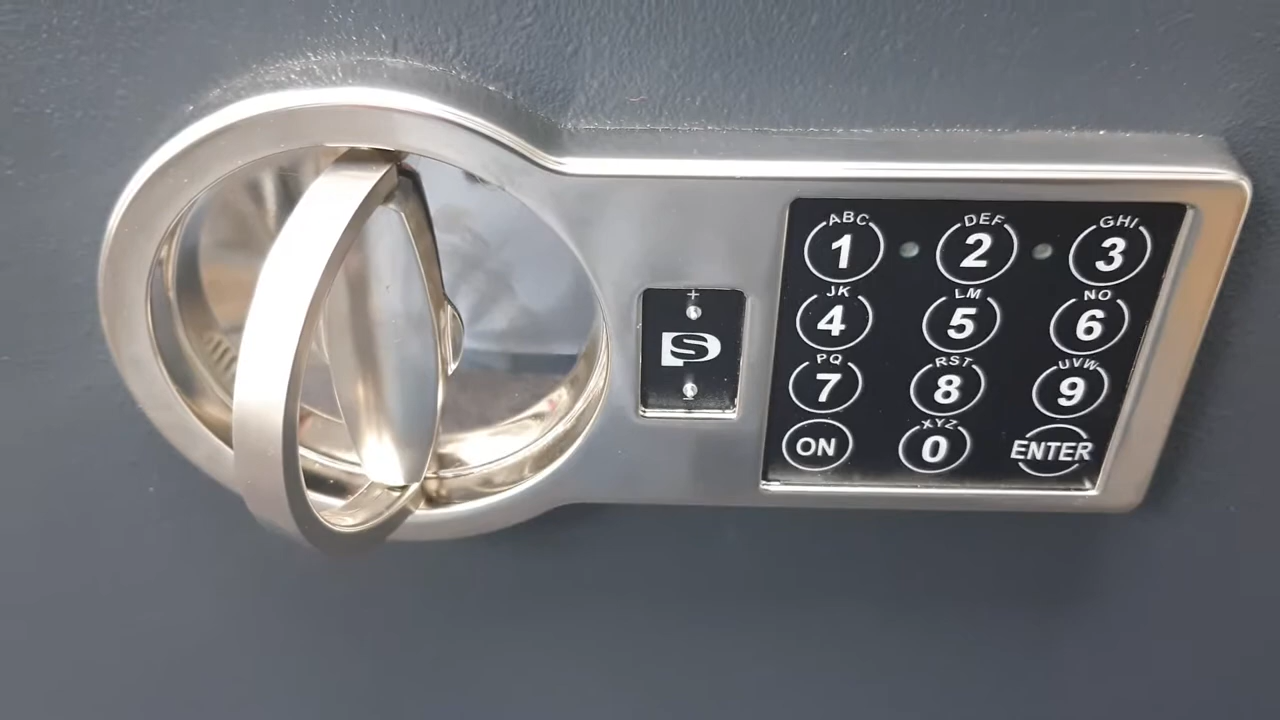 ABC DEF GHI
1 2 3
JK LM NO
4 5 6
PQ RST UVW
7 8 9
XYZ
ON 0 ENTER
+
PS
-